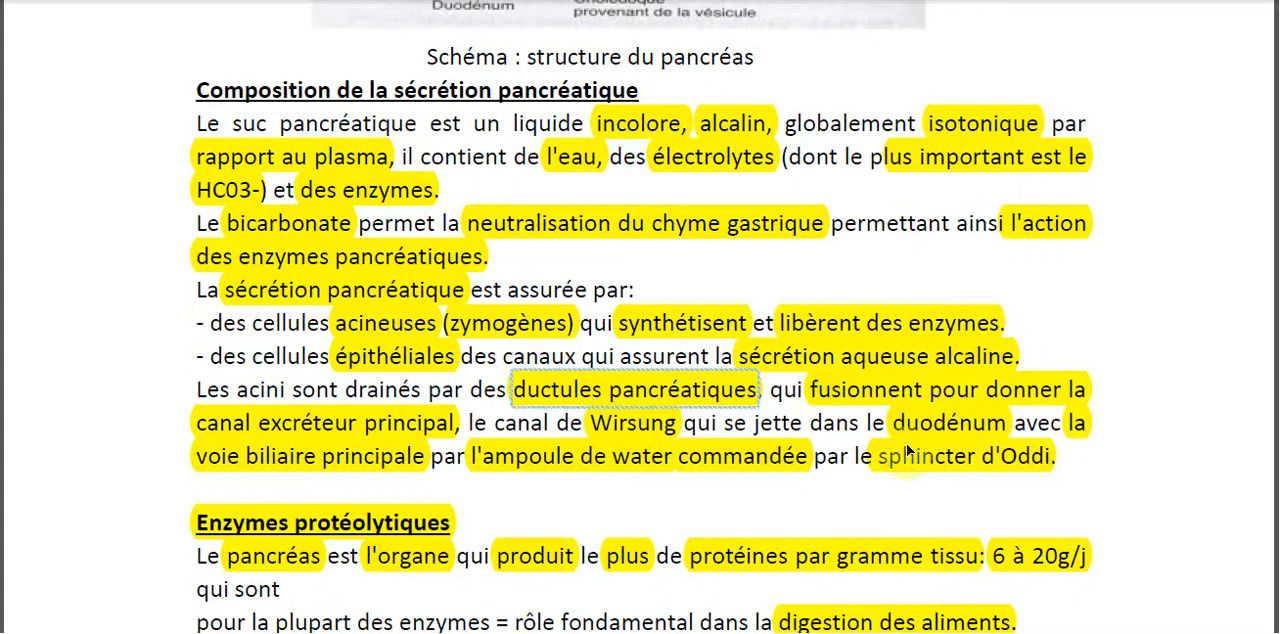 Duodénum
provenant de la vésicule
Schéma : structure du pancréas
Composition de la sécrétion pancréatique
Le suc pancréatique est un liquide incolore, alcalin, globalement isotonique par
rapport au plasma, il contient de l'eau, des électrolytes (dont le plus important est le
HC03-) et des enzymes.
Le bicarbonate permet la neutralisation du chyme gastrique permettant ainsi l'action
des enzymes pancréatiques.
La sécrétion pancréatique est assurée par:
- des cellules acineuses (zymogènes) qui synthétisent et libèrent des enzymes.
- des cellules épithéliales des canaux qui assurent la sécrétion aqueuse alcaline.
Les acini sont drainés par des ductules pancréatiques, qui fusionnent pour donner la
canal excréteur principal, le canal de Wirsung qui se jette dans le duodénum avec la
voie biliaire principale par l'ampoule de water commandée par le sphincter d'Oddi.
Enzymes protéolytiques
Le pancréas est l'organe qui produit le plus de protéines par gramme tissu: 6 à 20g/j
qui sont
pour la plupart des enzymes = rôle fondamental dans la digestion des aliments.